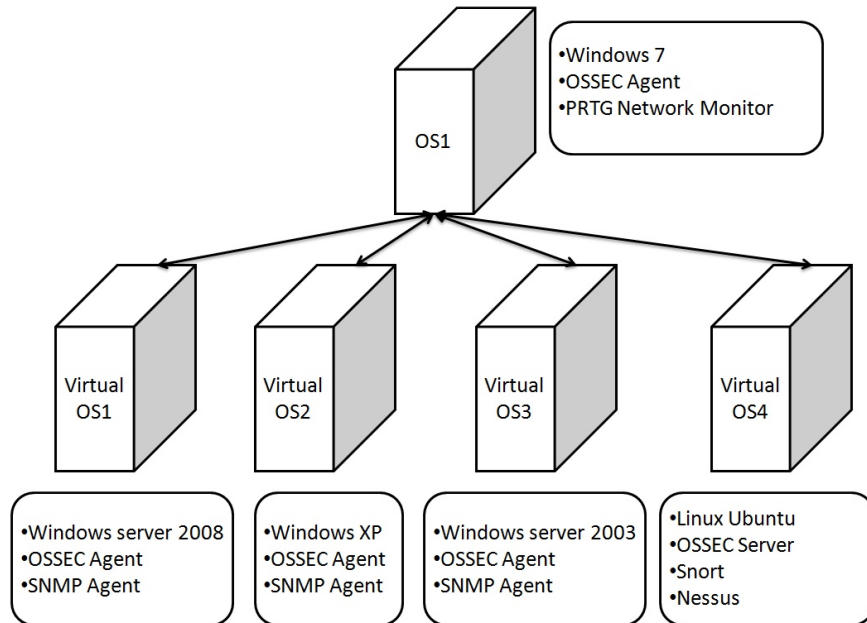 OS1
•Windows 7
•OSSEC Agent
•PRTG Network Monitor
Virtual
OS1
Virtual
OS2
Virtual
OS3
Virtual
OS4
•Windows server 2008
•OSSEC Agent
•SNMP Agent
•Windows XP
•OSSEC Agent
•SNMP Agent
•Windows server 2003
•OSSEC Agent
•SNMP Agent
•Linux Ubuntu
•OSSEC Server
•Snort
•Nessus